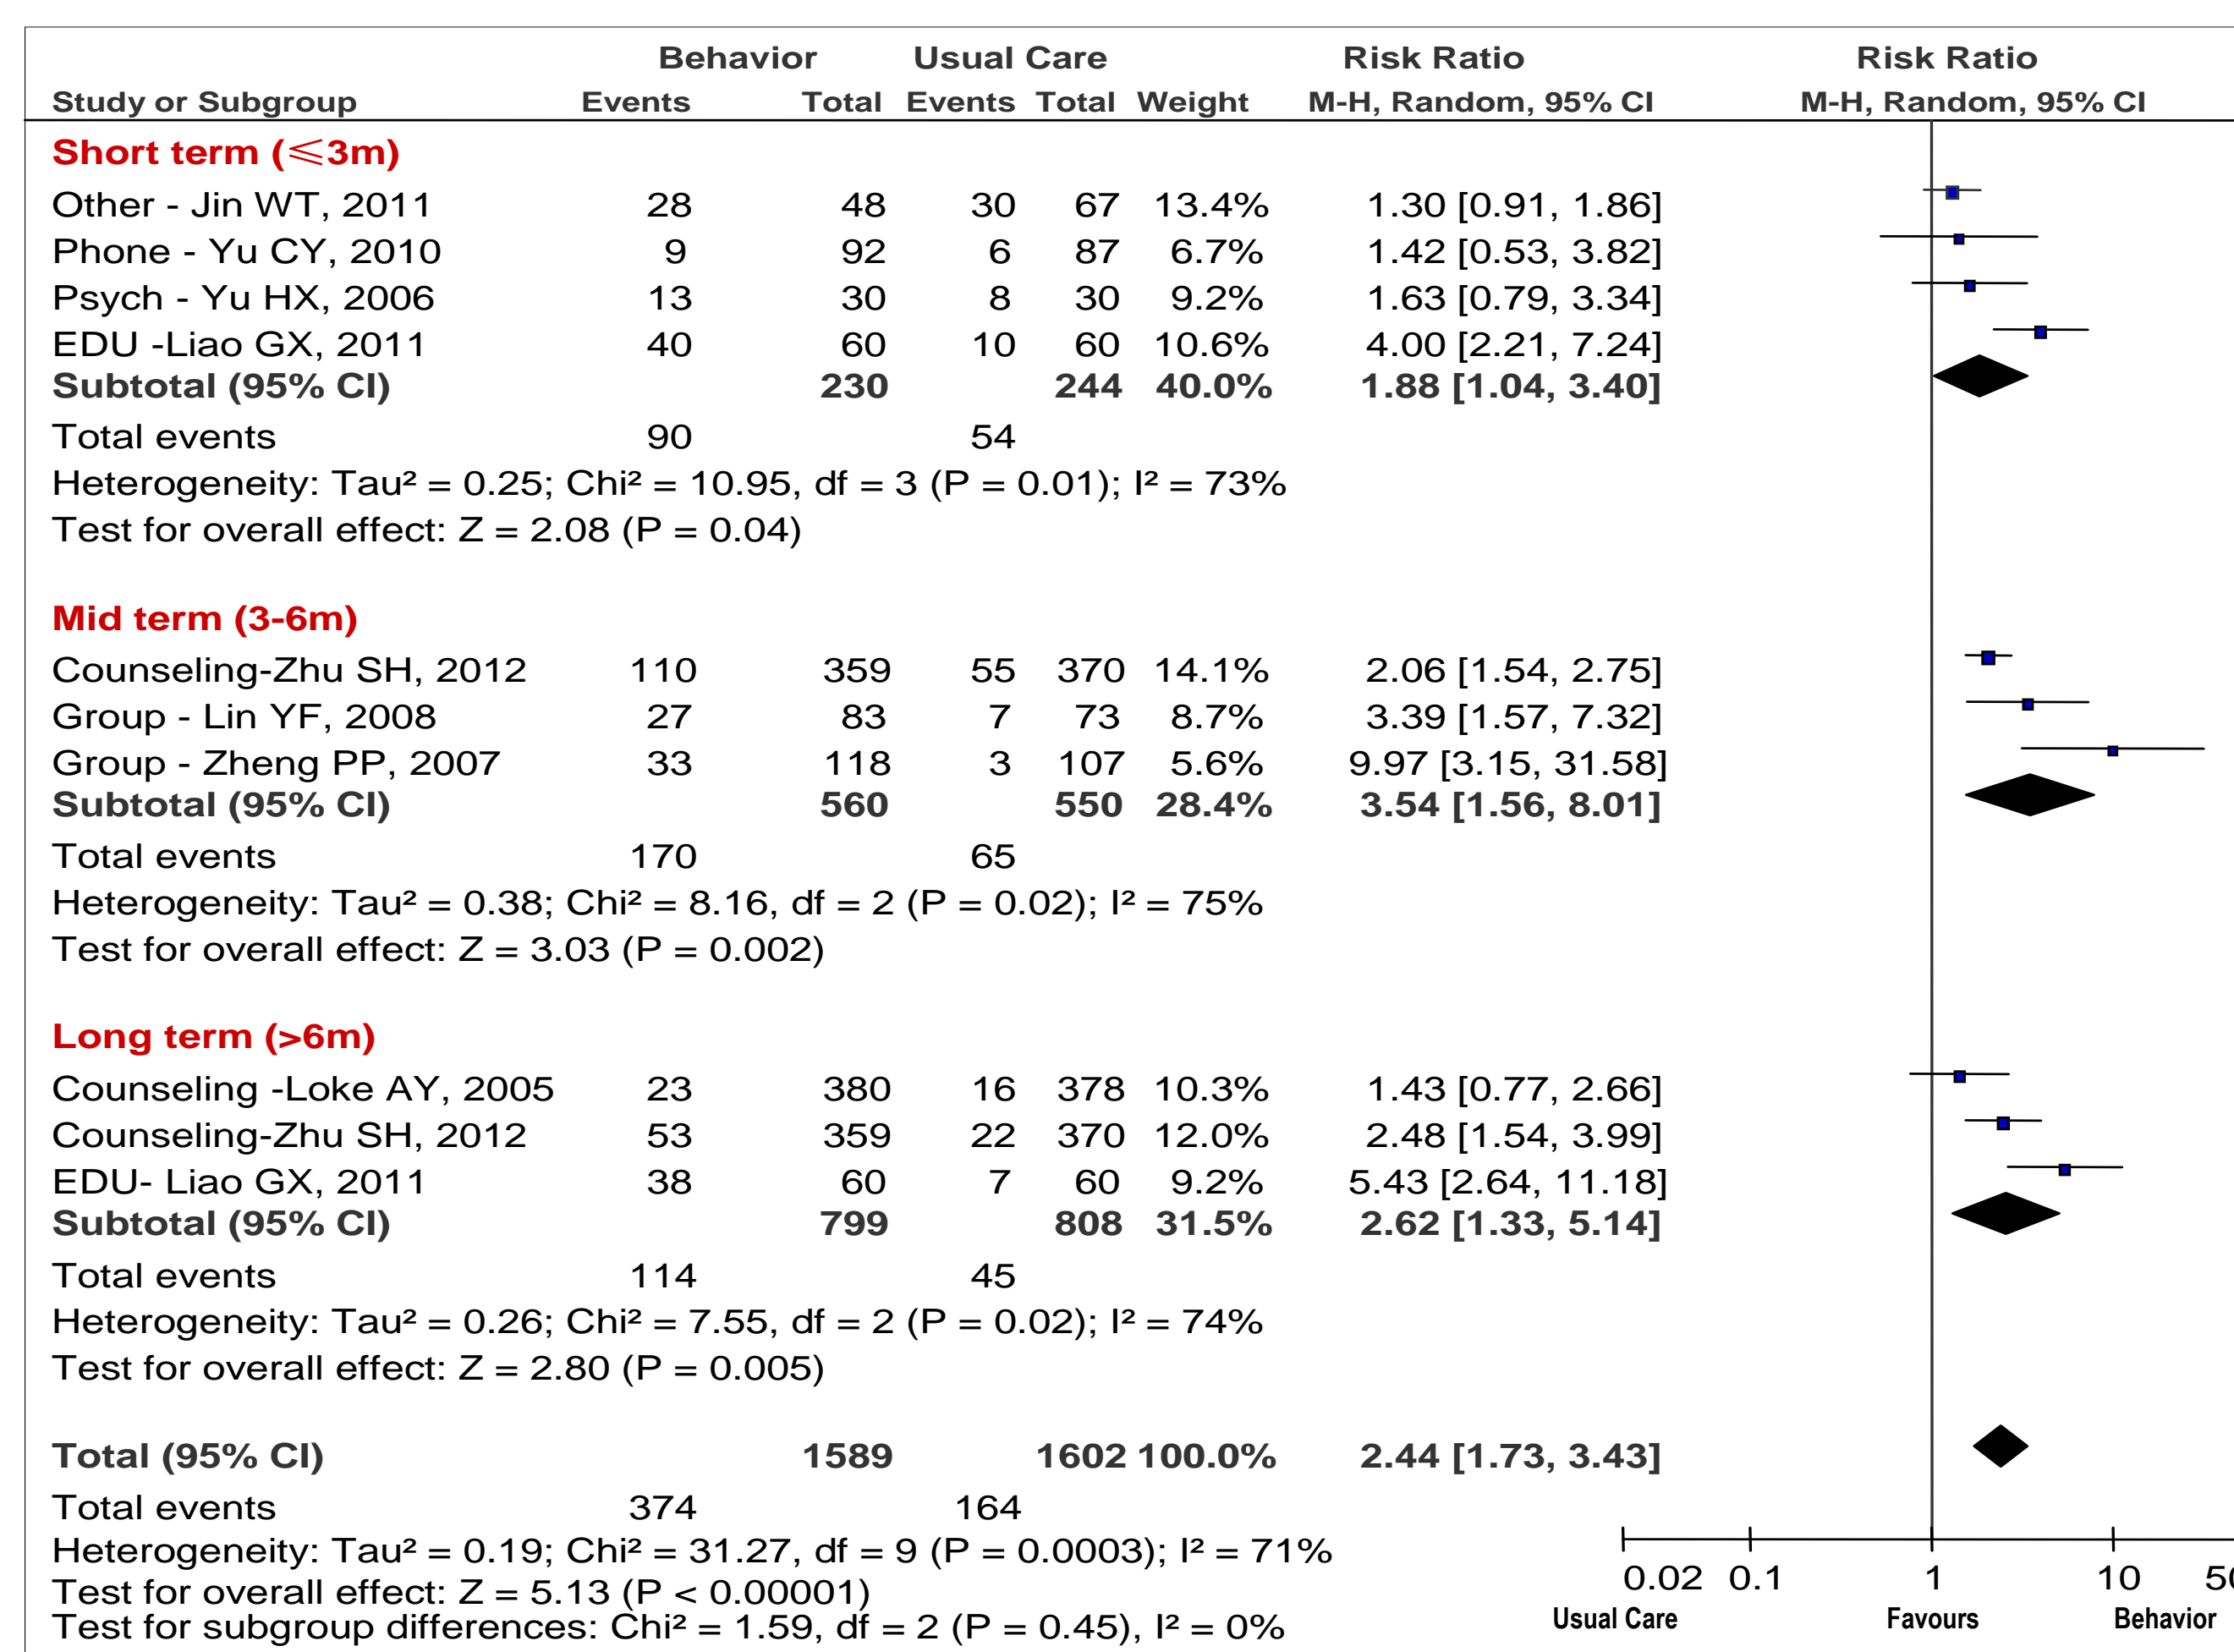 Behavior Usual Care Risk Ratio Risk Ratio
Study or Subgroup Events Total Events Total Weight M-H, Random, 95% CI M-H, Random, 95% CI
Short term (≤3m)
Other - Jin WT, 2011 28 48 30 67 13.4% 1.30 [0.91, 1.86]
Phone - Yu CY, 2010 9 92 6 87 6.7% 1.42 [0.53, 3.82]
Psych - Yu HX, 2006 13 30 8 30 9.2% 1.63 [0.79, 3.34]
EDU -Liao GX, 2011 40 60 10 60 10.6% 4.00 [2.21, 7.24]
Subtotal (95% CI) 230 244 40.0% 1.88 [1.04, 3.40]
Total events 90 54
Heterogeneity: Tau² = 0.25; Chi² = 10.95, df = 3 (P = 0.01); I² = 73%
Test for overall effect: Z = 2.08 (P = 0.04)
Mid term (3-6m)
Counseling-Zhu SH, 2012 110 359 55 370 14.1% 2.06 [1.54, 2.75]
Group - Lin YF, 2008 27 83 7 73 8.7% 3.39 [1.57, 7.32]
Group - Zheng PP, 2007 33 118 3 107 5.6% 9.97 [3.15, 31.58]
Subtotal (95% CI) 560 550 28.4% 3.54 [1.56, 8.01]
Total events 170 65
Heterogeneity: Tau² = 0.38; Chi² = 8.16, df = 2 (P = 0.02); I² = 75%
Test for overall effect: Z = 3.03 (P = 0.002)
Long term (>6m)
Counseling -Loke AY, 2005 23 380 16 378 10.3% 1.43 [0.77, 2.66]
Counseling-Zhu SH, 2012 53 359 22 370 12.0% 2.48 [1.54, 3.99]
EDU- Liao GX, 2011 38 60 7 60 9.2% 5.43 [2.64, 11.18]
Subtotal (95% CI) 799 808 31.5% 2.62 [1.33, 5.14]
Total events 114 45
Heterogeneity: Tau² = 0.26; Chi² = 7.55, df = 2 (P = 0.02); I² = 74%
Test for overall effect: Z = 2.80 (P = 0.005)
Total (95% CI) 1589 1602 100.0% 2.44 [1.73, 3.43]
Total events 374 164
Heterogeneity: Tau² = 0.19; Chi² = 31.27, df = 9 (P = 0.0003); I² = 71%
Test for overall effect: Z = 5.13 (P < 0.00001)
Test for subgroup differences: Chi² = 1.59, df = 2 (P = 0.45), I² = 0%
0.02 0.1 1 10
Usual Care Favours Behavior